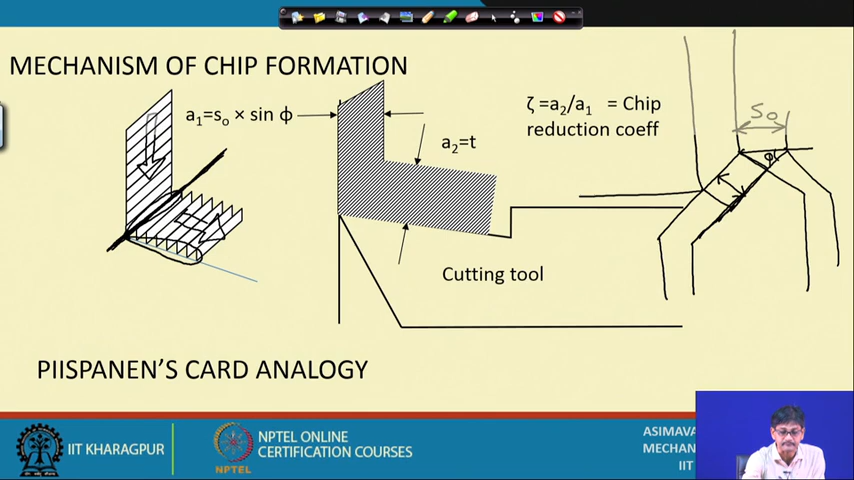 MECHANISM OF CHIP FORMATION
a₁=sₒ × sin ϕ
ζ =a₂/a₁ = Chip
reduction coeff
a₂=t
Sₒ
ϕ
Cutting tool
PIISPANEN'S CARD ANALOGY
IIT KHARAGPUR
NPTEL
NPTEL ONLINE
CERTIFICATION COURSES
ASIMAVA
MECHAN
IIT